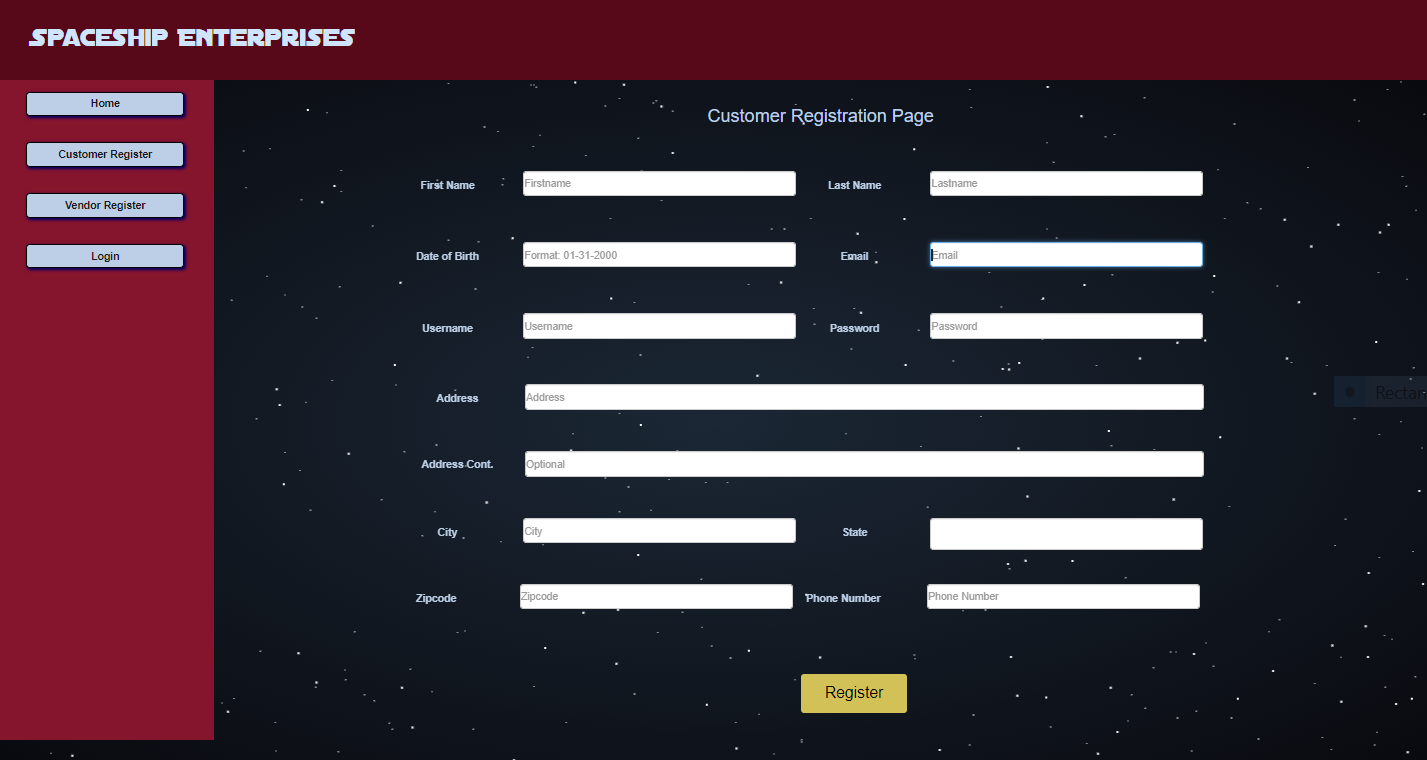 Spaceship Enterprises
Home
Customer Register
Vendor Register
Login
Customer Registration Page
First Name Firstname Last Name Lastname
Date of Birth Format: 01-31-2000 Email Email
Username Username Password Password
Address Address
Address Cont. Optional
City City State
Zipcode Zipcode Phone Number Phone Number
Register